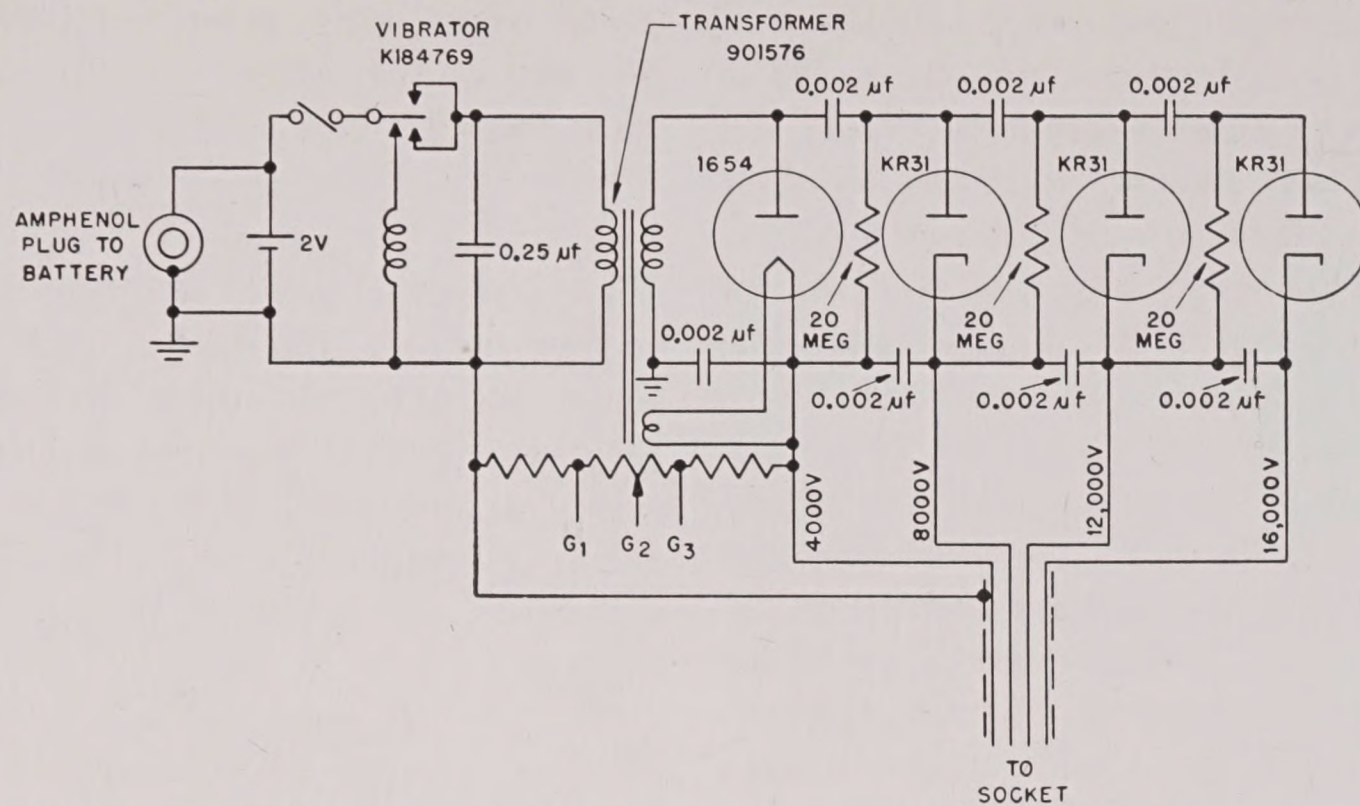 VIBRATOR
K184769
TRANSFORMER
901576
0.002 µf
0.002 µf
0.002 µf
1654
KR31
KR31
KR31
AMPHENOL
PLUG TO
BATTERY
2V
0.25 µf
20
MEG
20
MEG
20
MEG
0.002 µf
0.002 µf
0.002 µf
0.002 µf
G1
G2
G3
4000V
8000V
12,000V
16,000V
TO
SOCKET